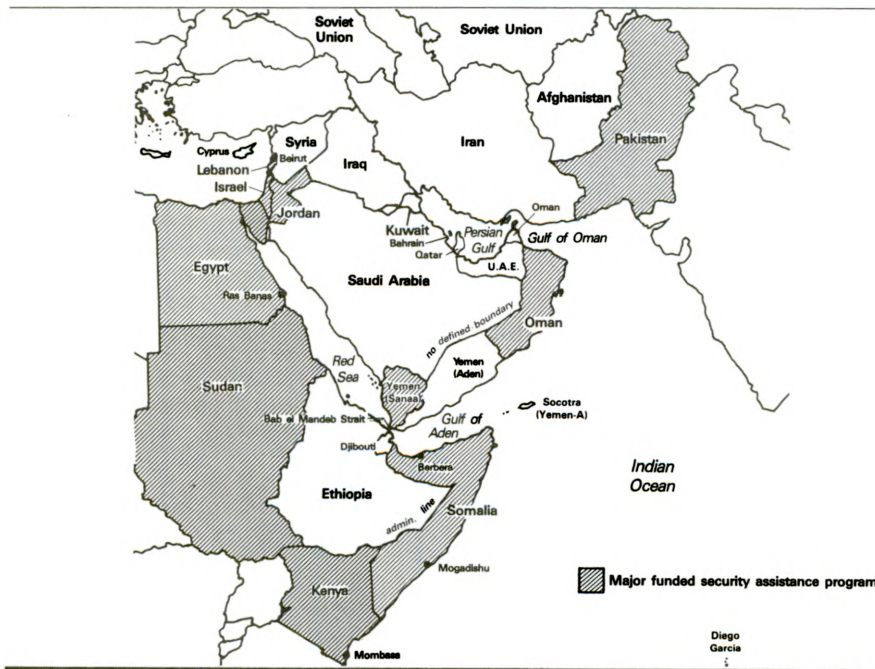 Soviet
Union
Soviet Union
Afghanistan
Pakistan
Cyprus
Syria
Beirut
Lebanon
Israel
Iraq
Iran
Jordan
Kuwait
Bahrain
Qatar
Persian
Gulf
Oman
Gulf of Oman
U.A.E.
Egypt
Ras Banas
Saudi Arabia
Oman
no defined boundary
Sudan
Red
Sea
Yemen
(Sanaa)
Yemen
(Aden)
Bab el Mandeb Strait
Gulf of
Aden
Socotra
(Yemen-A)
Djibouti
Berbera
Ethiopia
admin. line
Somalia
Indian
Ocean
Mogadishu
Kenya
Major funded security assistance program
Mombasa
Diego
Garcia